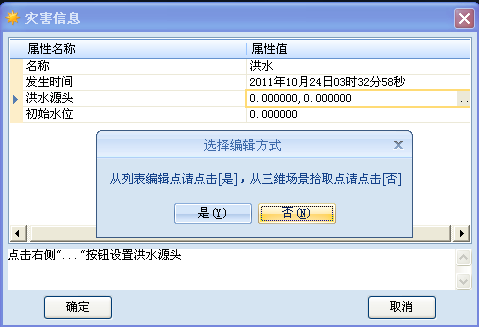 灾害信息
属性名称 属性值
名称 洪水
发生时间 2011年10月24日03时32分58秒
洪水源头 0.000000,0.000000 ..
初始水位 0.000000
选择编辑方式
从列表编辑点请点击[是]，从三维场景拾取点请点击[否]
是(Y) 否(N)
点击右侧“...”按钮设置洪水源头
确定 取消